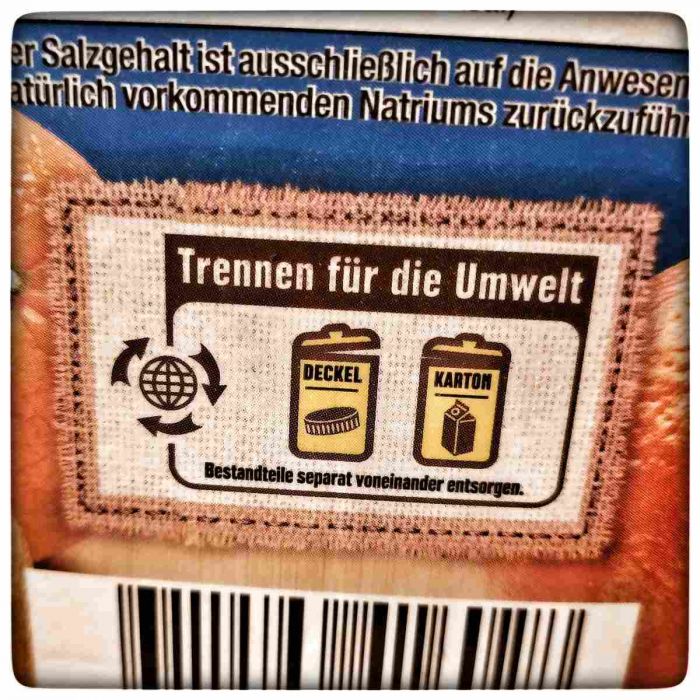 er Salzgehalt ist ausschließlich auf die Anwesen
atürlich vorkommenden Natriums zurückzuführ
Trennen für die Umwelt
DECKEL
KARTON
Bestandteile separat voneinander entsorgen.